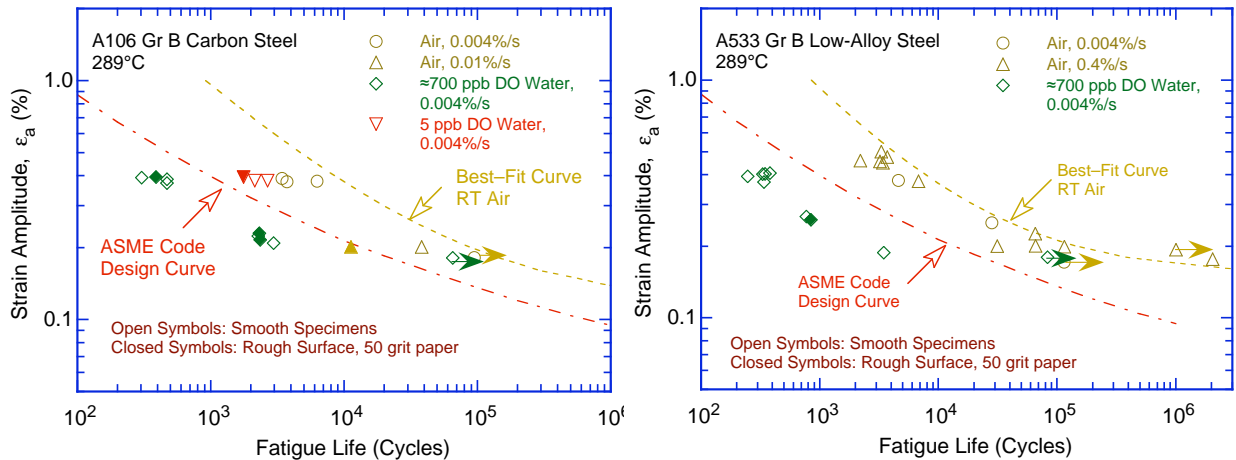 A106 Gr B Carbon Steel
289°C
Air, 0.004%/s
Air, 0.01%/s
≈700 ppb DO Water,
0.004%/s
5 ppb DO Water,
0.004%/s
Best–Fit Curve
RT Air
ASME Code
Design Curve
Open Symbols: Smooth Specimens
Closed Symbols: Rough Surface, 50 grit paper
Strain Amplitude, εa (%)
1.0
0.1
10² 10³ 10⁴ 10⁵ 10⁶
Fatigue Life (Cycles)
A533 Gr B Low-Alloy Steel
289°C
Air, 0.004%/s
Air, 0.4%/s
≈700 ppb DO Water,
0.004%/s
Best–Fit Curve
RT Air
ASME Code
Design Curve
Open Symbols: Smooth Specimens
Closed Symbols: Rough Surface, 50 grit paper
Strain Amplitude, εa (%)
1.0
0.1
10² 10³ 10⁴ 10⁵ 10⁶
Fatigue Life (Cycles)